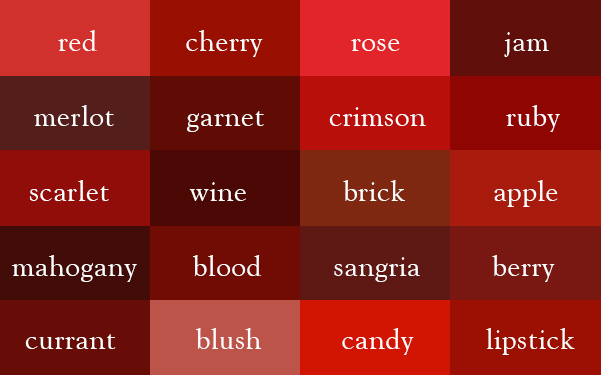 red cherry rose jam
merlot garnet crimson ruby
scarlet wine brick apple
mahogany blood sangria berry
currant blush candy lipstick